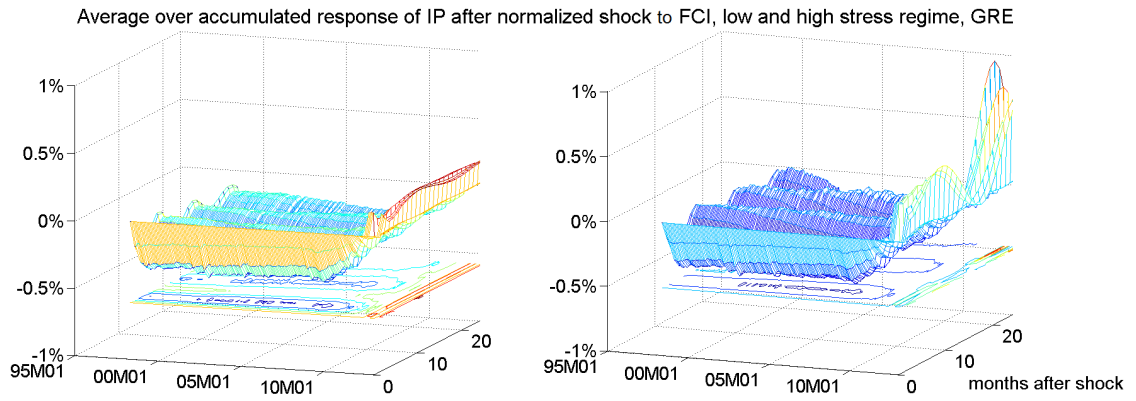 Average over accumulated response of IP after normalized shock to FCI, low and high stress regime, GRE
1%
0.5%
0%
-0.5%
-1%
95M01
00M01
05M01
10M01
0
10
20
1%
0.5%
0%
-0.5%
-1%
95M01
00M01
05M01
10M01
0
10
20
months after shock